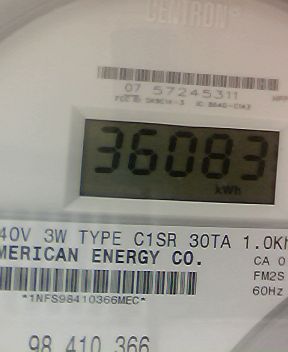 CENTRON®
07 57245311
36083
kWh
40V 3W TYPE C1SR 30TA 1.0Kh
MERICAN ENERGY CO.
CA 0
FM2S
*1NFS98410366MEC*
60Hz
98 410 366